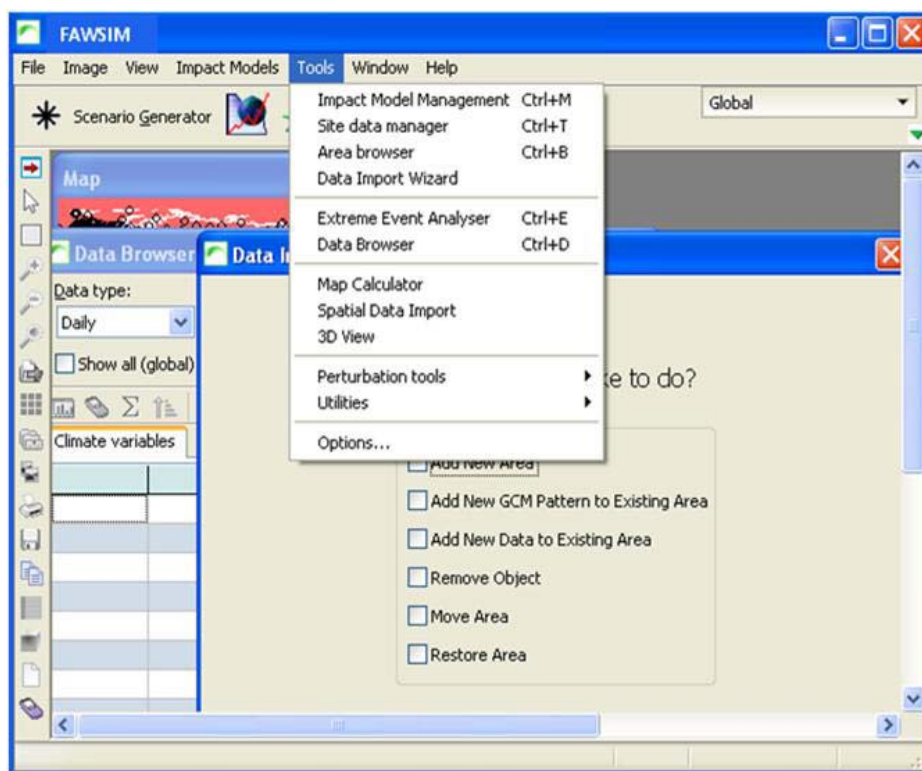 FAWSIM
File Image View Impact Models Tools Window Help
Scenario Generator
Global
Impact Model Management Ctrl+M
Site data manager Ctrl+T
Area browser Ctrl+B
Data Import Wizard
Extreme Event Analyser Ctrl+E
Data Browser Ctrl+D
Map Calculator
Spatial Data Import
3D View
Perturbation tools
Utilities
Options...
Map
Data Browser
Data I
Data type:
Daily
Show all (global)
Climate variables
ke to do?
Add New Area
Add New GCM Pattern to Existing Area
Add New Data to Existing Area
Remove Object
Move Area
Restore Area